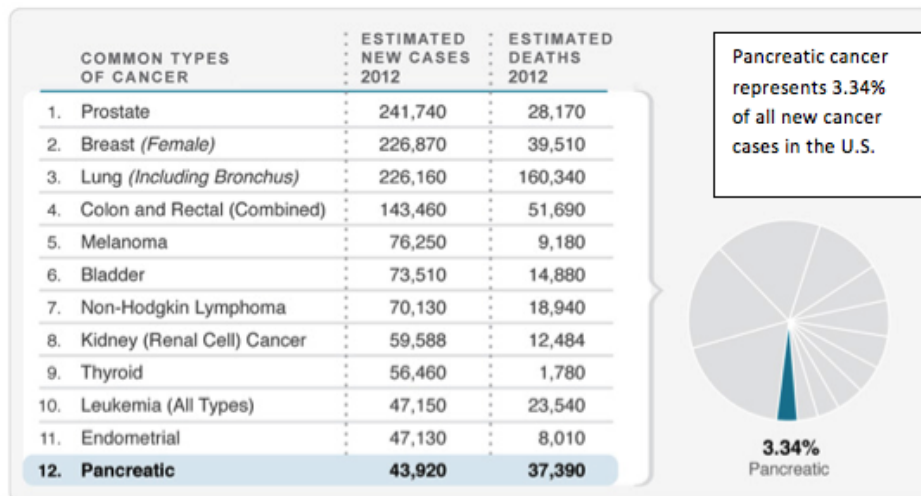 COMMON TYPES
OF CANCER
ESTIMATED
NEW CASES
2012
ESTIMATED
DEATHS
2012
1. Prostate 241,740 28,170
2. Breast (Female) 226,870 39,510
3. Lung (Including Bronchus) 226,160 160,340
4. Colon and Rectal (Combined) 143,460 51,690
5. Melanoma 76,250 9,180
6. Bladder 73,510 14,880
7. Non-Hodgkin Lymphoma 70,130 18,940
8. Kidney (Renal Cell) Cancer 59,588 12,484
9. Thyroid 56,460 1,780
10. Leukemia (All Types) 47,150 23,540
11. Endometrial 47,130 8,010
12. Pancreatic 43,920 37,390
Pancreatic cancer
represents 3.34%
of all new cancer
cases in the U.S.
3.34%
Pancreatic